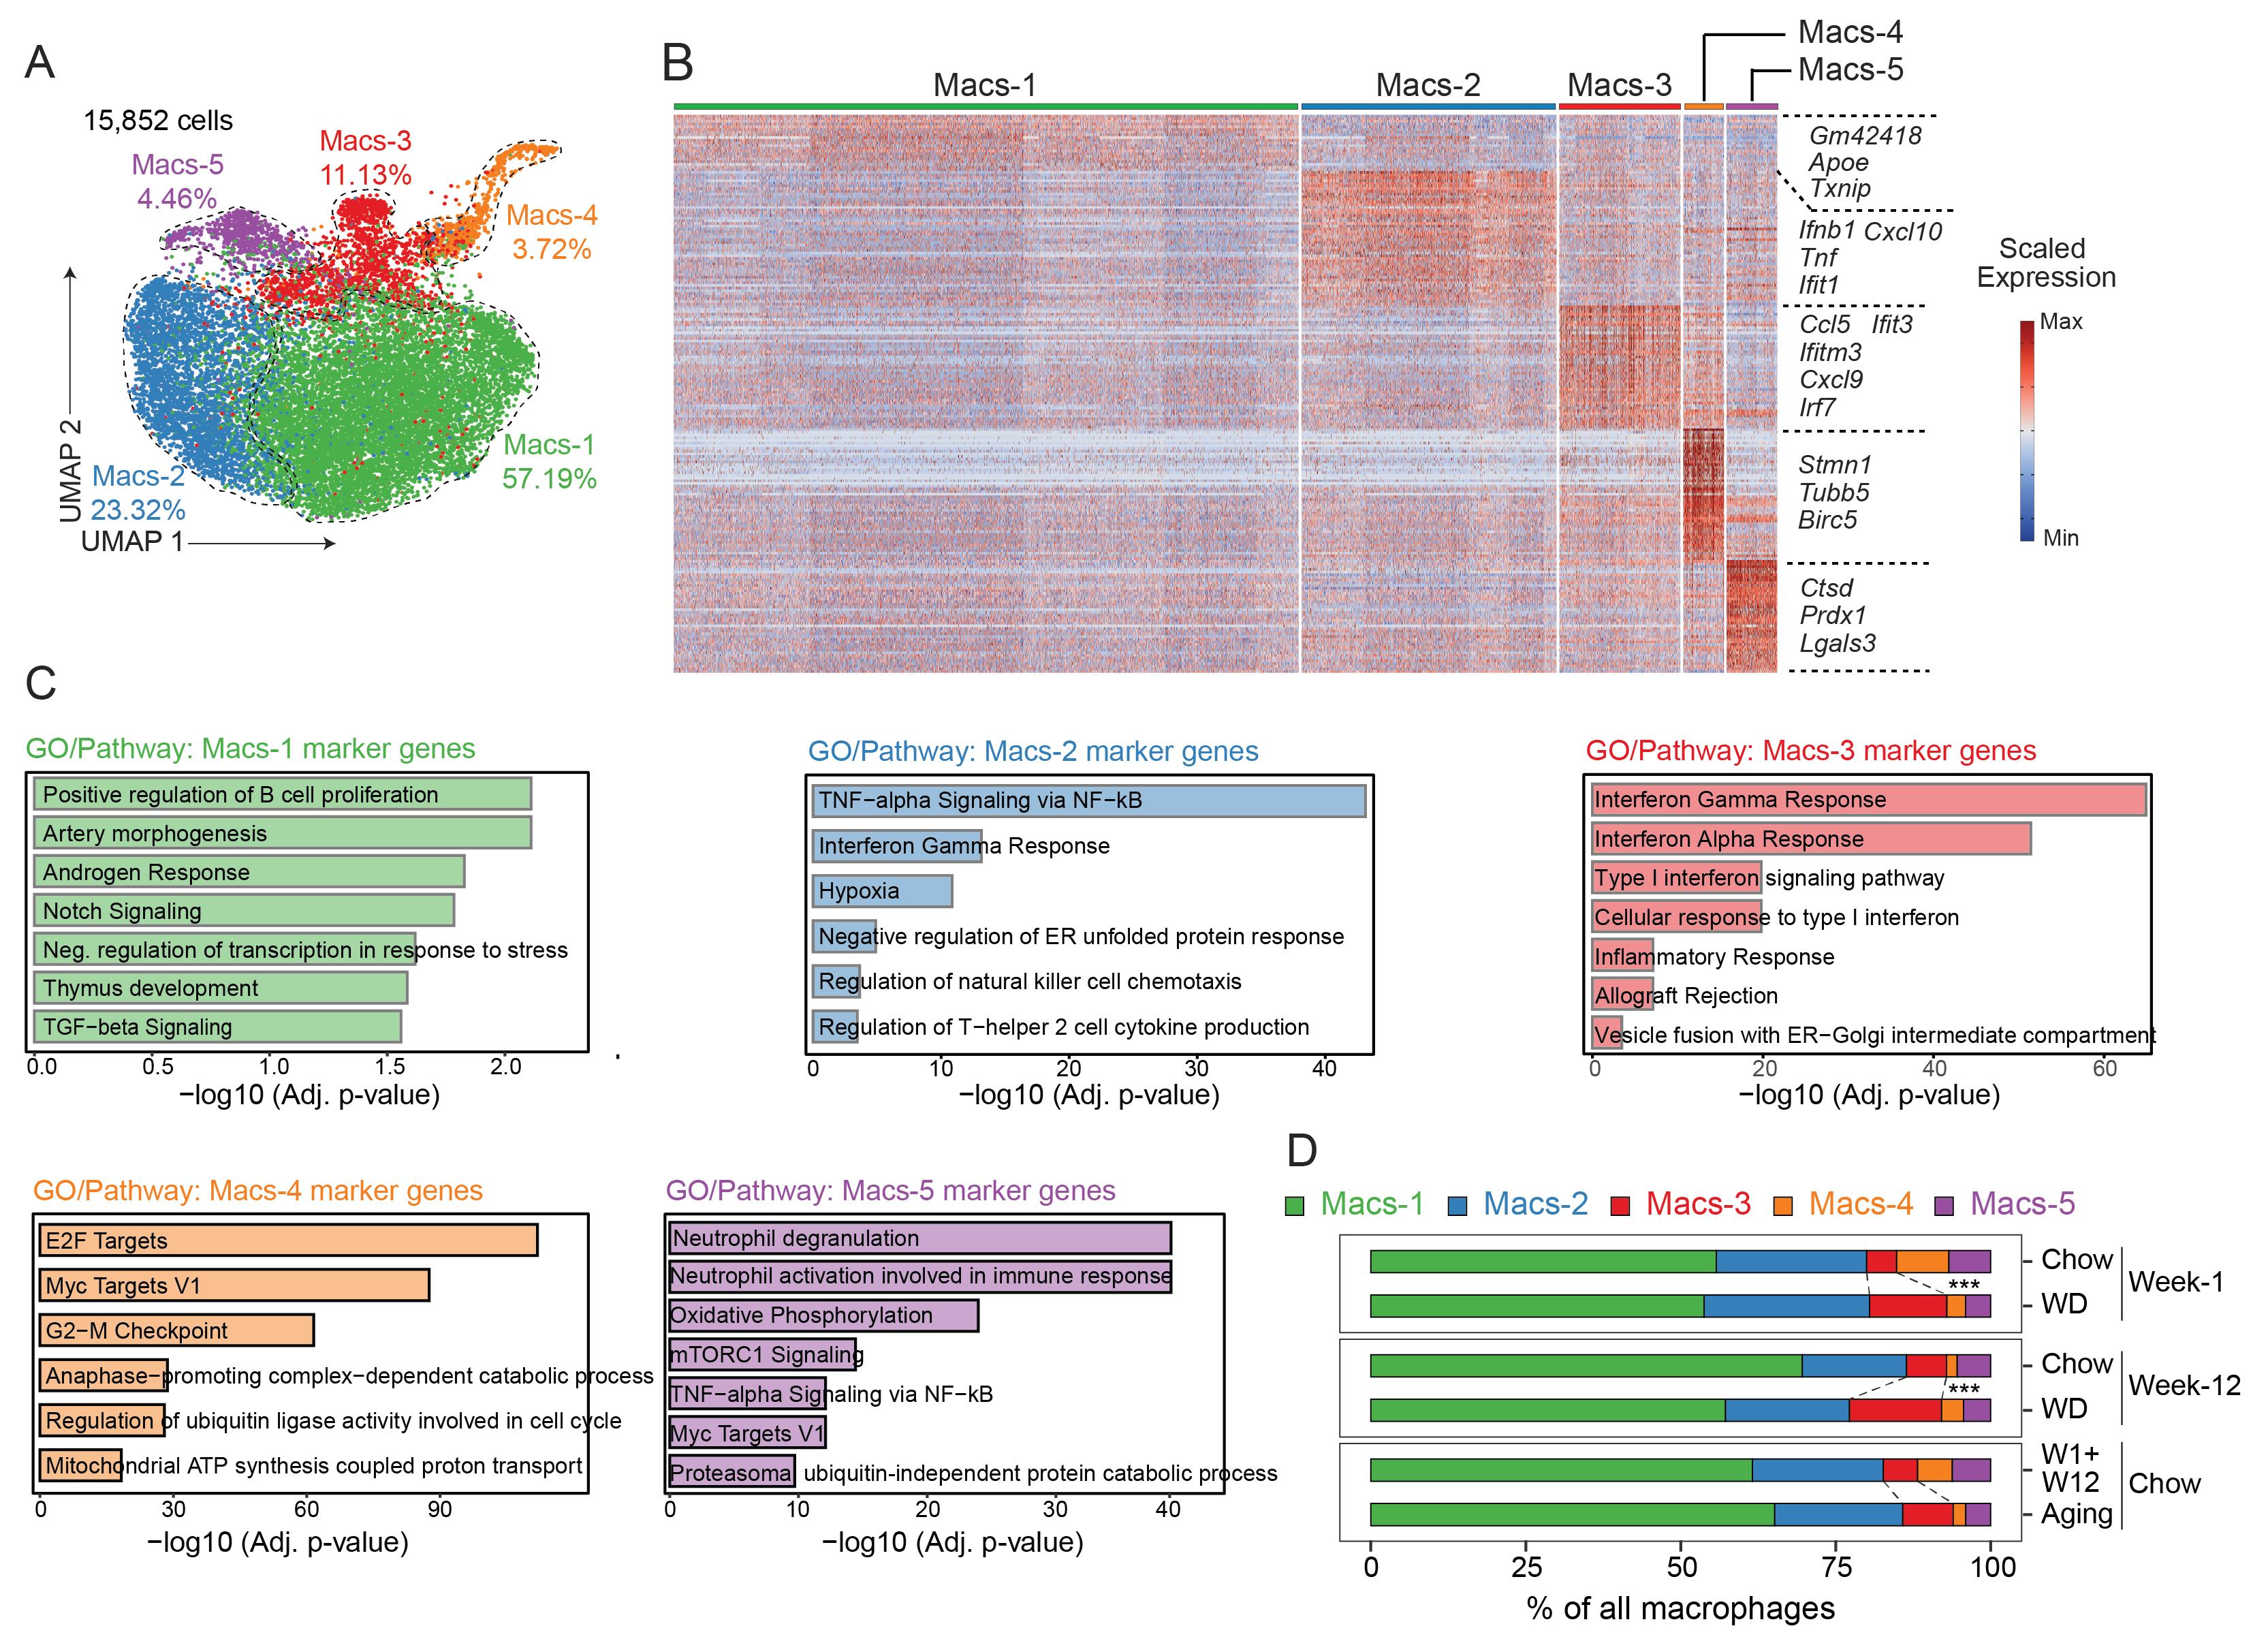 A
15,852 cells
Macs-5
4.46%
Macs-3
11.13%
Macs-4
3.72%
Macs-1
57.19%
Macs-2
23.32%
UMAP 2
UMAP 1
B
Macs-1
Macs-2
Macs-3
Macs-4
Macs-5
Gm42418
Apoe
Txnip
Ifnb1 Cxcl10
Tnf
Ifit1
Ccl5 Ifit3
Ifitm3
Cxcl9
Irf7
Stmn1
Tubb5
Birc5
Ctsd
Prdx1
Lgals3
Scaled
Expression
Max
Min
C
GO/Pathway: Macs-1 marker genes
Positive regulation of B cell proliferation
Artery morphogenesis
Androgen Response
Notch Signaling
Neg. regulation of transcription in response to stress
Thymus development
TGF−beta Signaling
0.0 0.5 1.0 1.5 2.0
−log10 (Adj. p-value)
GO/Pathway: Macs-2 marker genes
TNF−alpha Signaling via NF−kB
Interferon Gamma Response
Hypoxia
Negative regulation of ER unfolded protein response
Regulation of natural killer cell chemotaxis
Regulation of T−helper 2 cell cytokine production
0 10 20 30 40
−log10 (Adj. p-value)
GO/Pathway: Macs-3 marker genes
Interferon Gamma Response
Interferon Alpha Response
Type I interferon signaling pathway
Cellular response to type I interferon
Inflammatory Response
Allograft Rejection
Vesicle fusion with ER−Golgi intermediate compartment
0 20 40 60
−log10 (Adj. p-value)
GO/Pathway: Macs-4 marker genes
E2F Targets
Myc Targets V1
G2−M Checkpoint
Anaphase−promoting complex−dependent catabolic process
Regulation of ubiquitin ligase activity involved in cell cycle
Mitochondrial ATP synthesis coupled proton transport
0 30 60 90
−log10 (Adj. p-value)
GO/Pathway: Macs-5 marker genes
Neutrophil degranulation
Neutrophil activation involved in immune response
Oxidative Phosphorylation
mTORC1 Signaling
TNF−alpha Signaling via NF−kB
Myc Targets V1
Proteasomal ubiquitin-independent protein catabolic process
0 10 20 30 40
−log10 (Adj. p-value)
D
Macs-1 Macs-2 Macs-3 Macs-4 Macs-5
Chow
***
WD
Week-1
Chow
***
WD
Week-12
W1+
W12
Aging
Chow
0 25 50 75 100
% of all macrophages